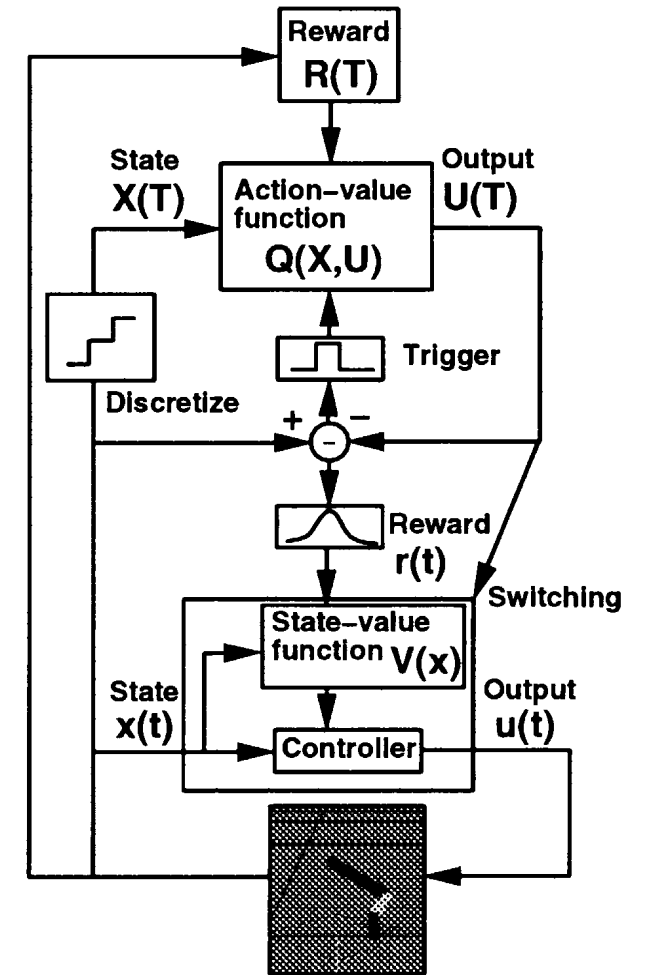 Reward
R(T)
State
X(T)
Action-value
function
Q(X,U)
Output
U(T)
Trigger
Discretize
+
−
-
Reward
r(t)
Switching
State-value
function V(x)
State
x(t)
Controller
Output
u(t)